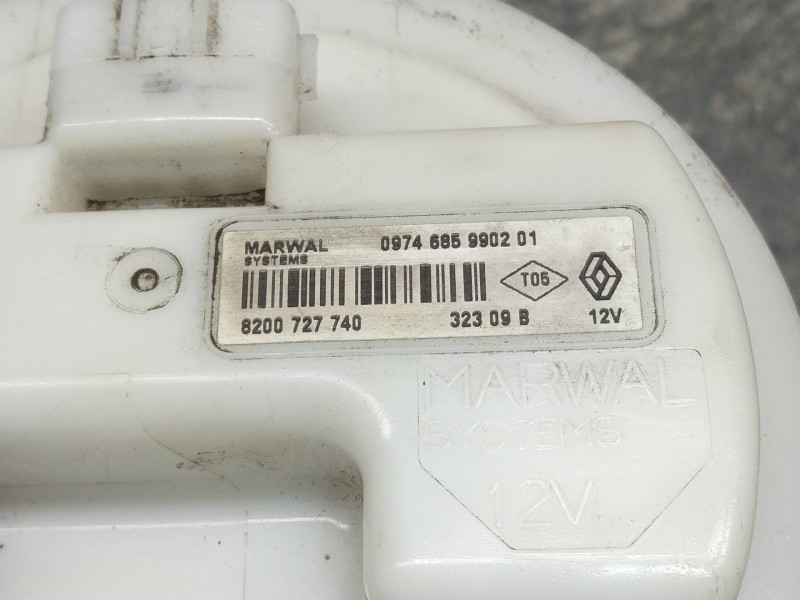 MARWAL 0974 685 9902 01
SYSTEMS
T05
8200 727 740 323 09 B 12V
MARWAL
SYSTEMS
12V